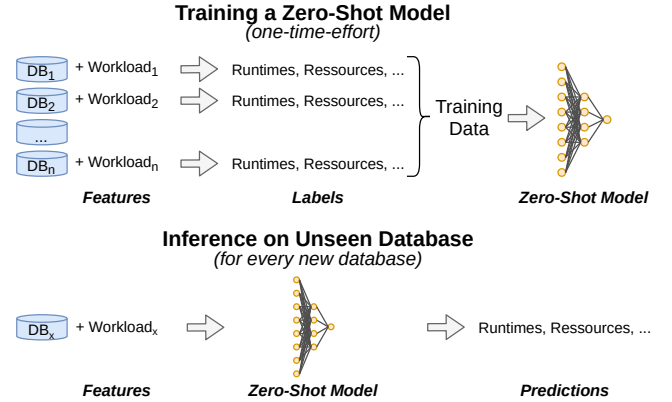 Training a Zero-Shot Model
(one-time-effort)
DB1 + Workload1 Runtimes, Ressources, ...
DB2 + Workload2 Runtimes, Ressources, ...
...
DBn + Workloadn Runtimes, Ressources, ...
Training
Data
Features Labels Zero-Shot Model
Inference on Unseen Database
(for every new database)
DBx + Workloadx Runtimes, Ressources, ...
Features Zero-Shot Model Predictions